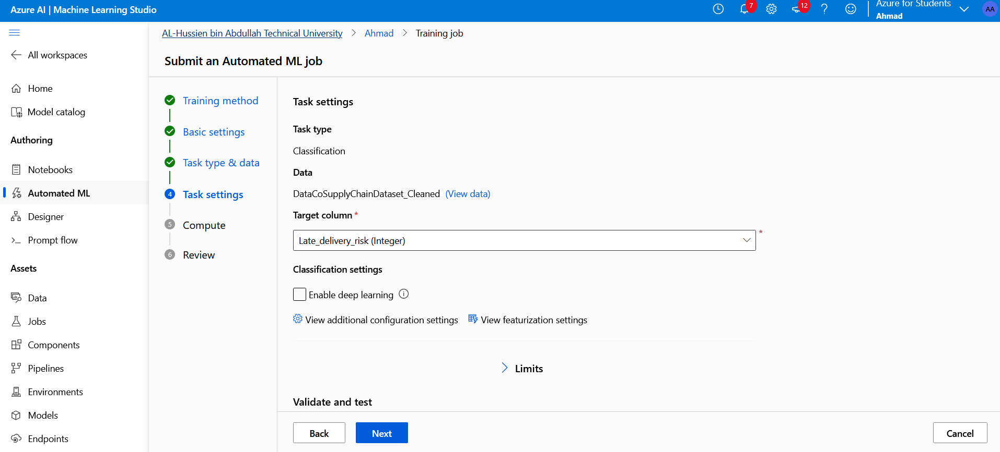 Azure AI | Machine Learning Studio
7
12
Azure for Students
Ahmad
AA
All workspaces
Home
Model catalog
Authoring
Notebooks
Automated ML
Designer
Prompt flow
Assets
Data
Jobs
Components
Pipelines
Environments
Models
Endpoints
AL-Hussien bin Abdullah Technical University > Ahmad > Training job
Submit an Automated ML job
Training method
Basic settings
Task type & data
4 Task settings
5 Compute
6 Review
Task settings
Task type
Classification
Data
DataCoSupplyChainDataset_Cleaned (View data)
Target column *
Late_delivery_risk (Integer) *
Classification settings
Enable deep learning
View additional configuration settings View featurization settings
Limits
Validate and test
Back Next Cancel